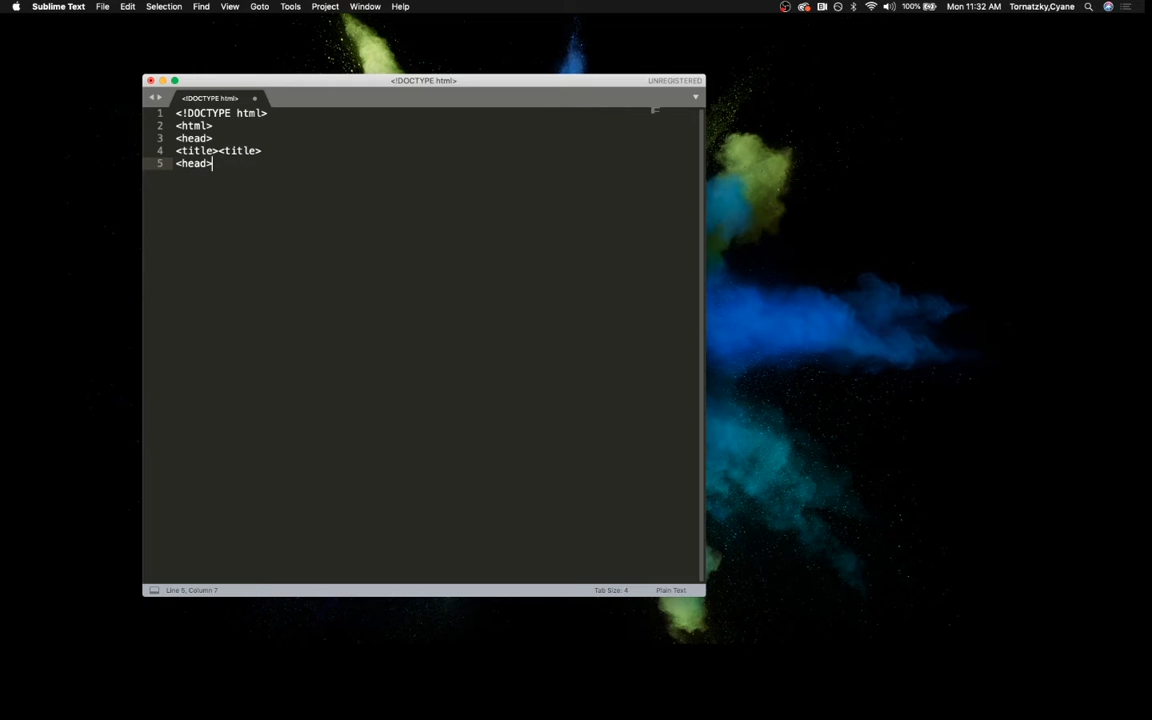 Sublime Text File Edit Selection Find View Goto Tools Project Window Help 100% Mon 11:32 AM Tornatzky,Cyane
<!DOCTYPE html> UNREGISTERED
<!DOCTYPE html>
1 <!DOCTYPE html>
2 <html>
3 <head>
4 <title><title>
5 <head>
Line 5, Column 7 Tab Size: 4 Plain Text